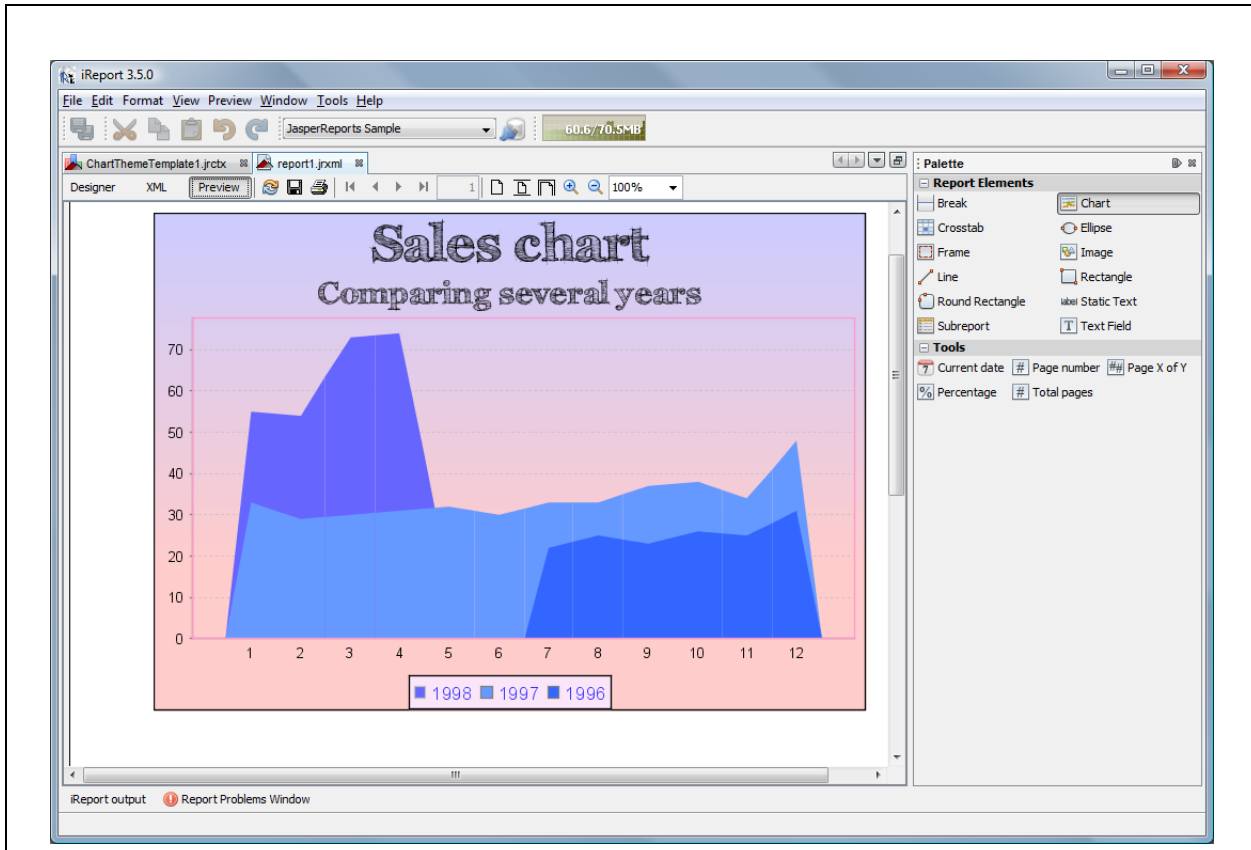 iReport 3.5.0
File Edit Format View Preview Window Tools Help
JasperReports Sample 60.6/70.5MB
ChartThemeTemplate1.jrctx report1.jrxml
Designer XML Preview 1 100%
Sales chart
Comparing several years
70
60
50
40
30
20
10
0
1 2 3 4 5 6 7 8 9 10 11 12
1998 1997 1996
Palette
Report Elements
Break Chart
Crosstab Ellipse
Frame Image
Line Rectangle
Round Rectangle label Static Text
Subreport T Text Field
Tools
7 Current date # Page number ## Page X of Y
% Percentage # Total pages
iReport output Report Problems Window